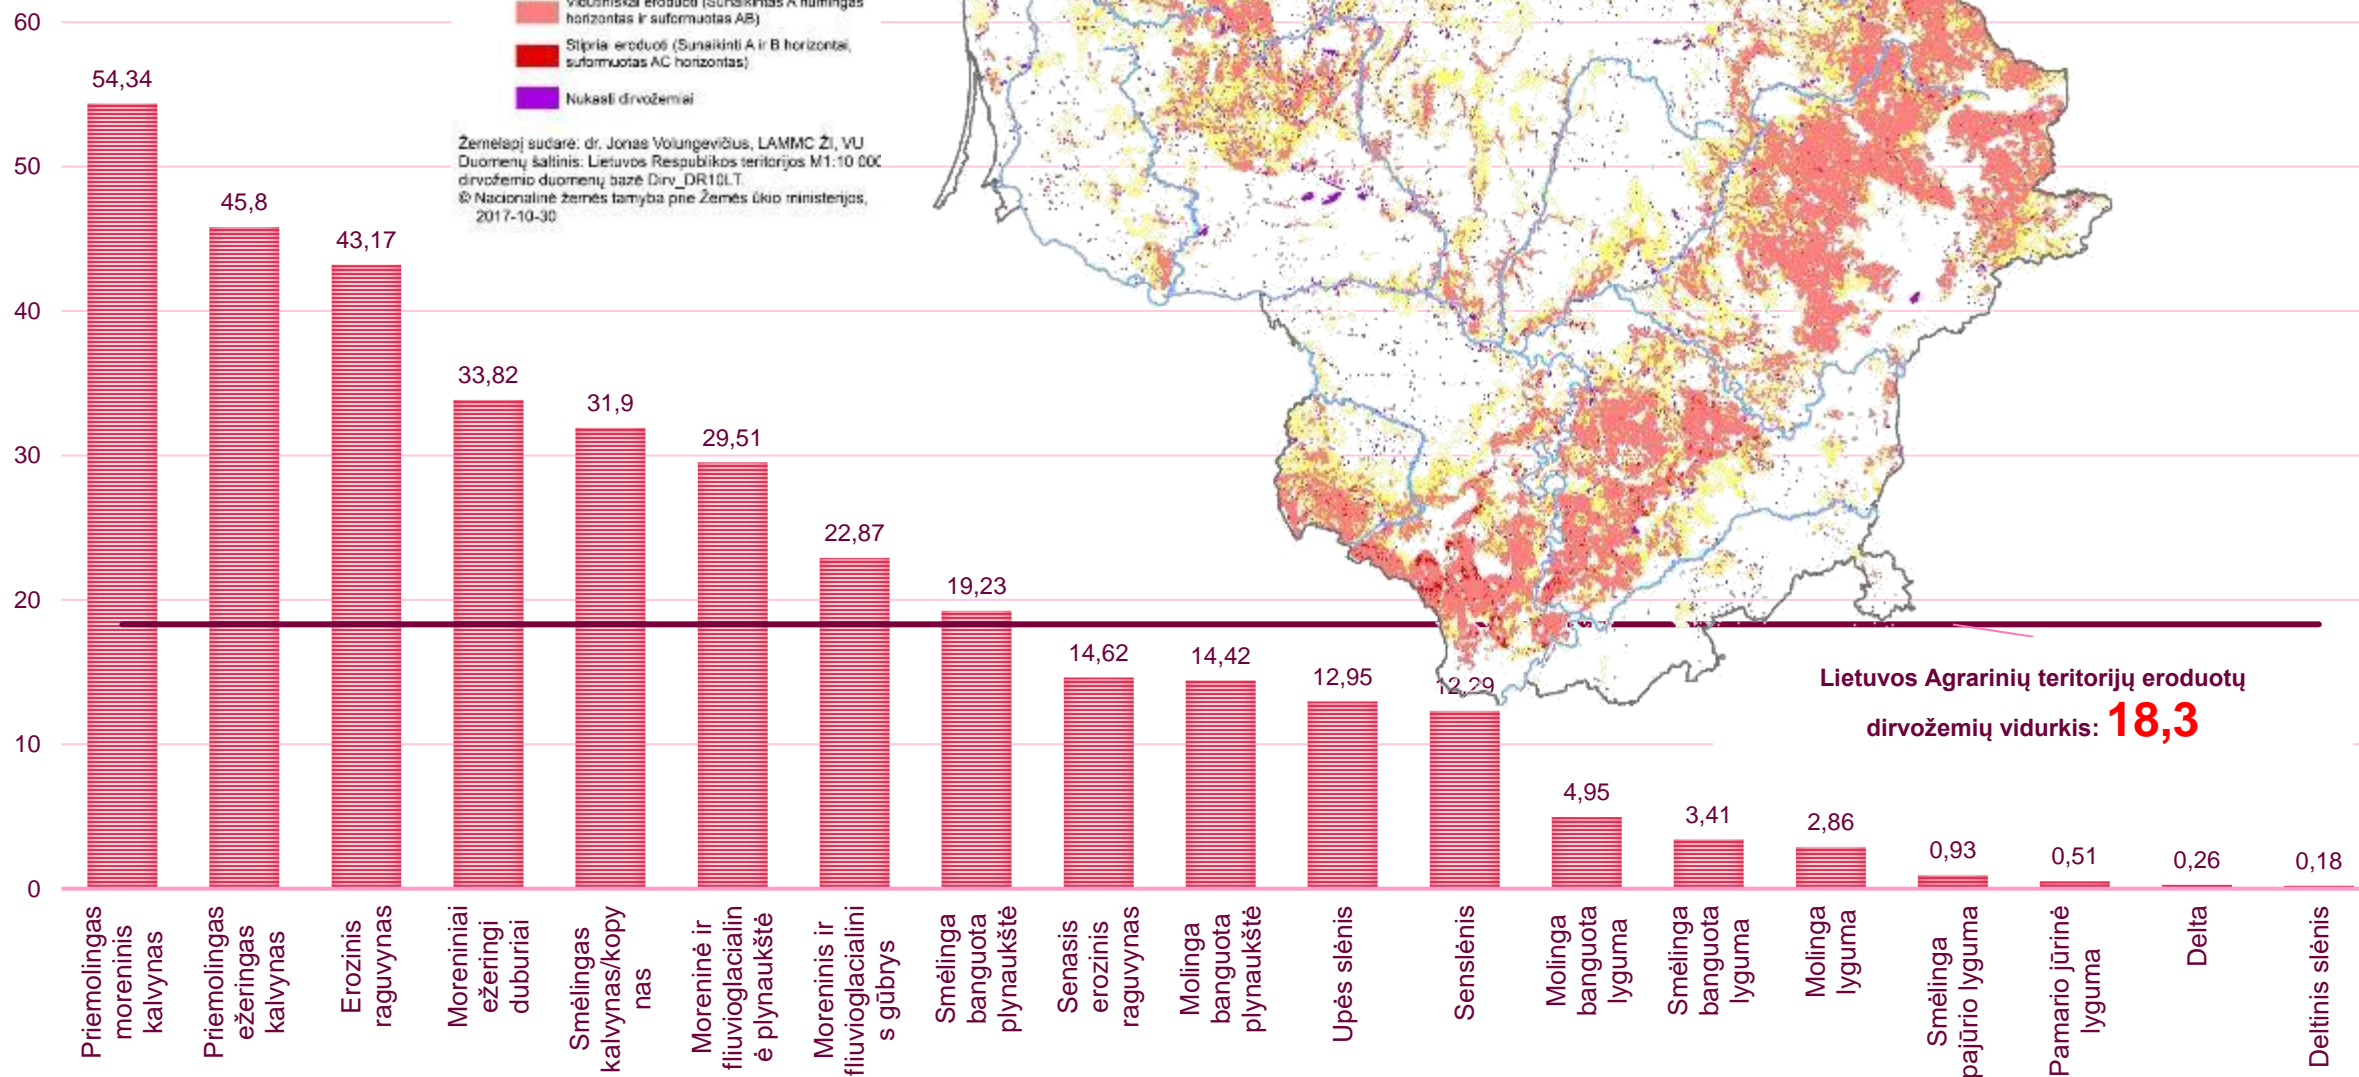 60
50
40
30
20
10
0
Vidutiniškai eroduoti (Sunaikintas A humingas
horizontas ir suformuotas AB)
Stipriai eroduoti (Sunaikinti A ir B horizontai,
suformuotas AC horizontas)
Nukasti dirvožemiai
Žemėlapį sudarė: dr. Jonas Volungevičius, LAMMC ŽI, VU
Duomenų šaltinis: Lietuvos Respublikos teritorijos M1:10 000
dirvožemio duomenų bazė Dirv_DR10LT.
© Nacionalinė žemės tarnyba prie Žemės ūkio ministerijos,
2017-10-30
54,34
45,8
43,17
33,82
31,9
29,51
22,87
19,23
14,62
14,42
12,95
12,29
4,95
3,41
2,86
0,93
0,51
0,26
0,18
Lietuvos Agrarinių teritorijų eroduotų
dirvožemių vidurkis: 18,3
Priemolingas
moreninis
kalvynas
Priemolingas
ežeringas
kalvynas
Erozinis
raguvynas
Moreniniai
ežeringi
duburiai
Smėlingas
kalvynas/kopy
nas
Moreninė ir
fliuvioglacialin
ė plynaukštė
Moreninis ir
fliuvioglacialini
s gūbrys
Smėlinga
banguota
plynaukštė
Senasis
erozinis
raguvynas
Molinga
banguota
plynaukštė
Upės slėnis
Senslėnis
Molinga
banguota
lyguma
Smėlinga
banguota
lyguma
Molinga
lyguma
Smėlinga
pajūrio lyguma
Pamario jūrinė
lyguma
Delta
Deltinis slėnis